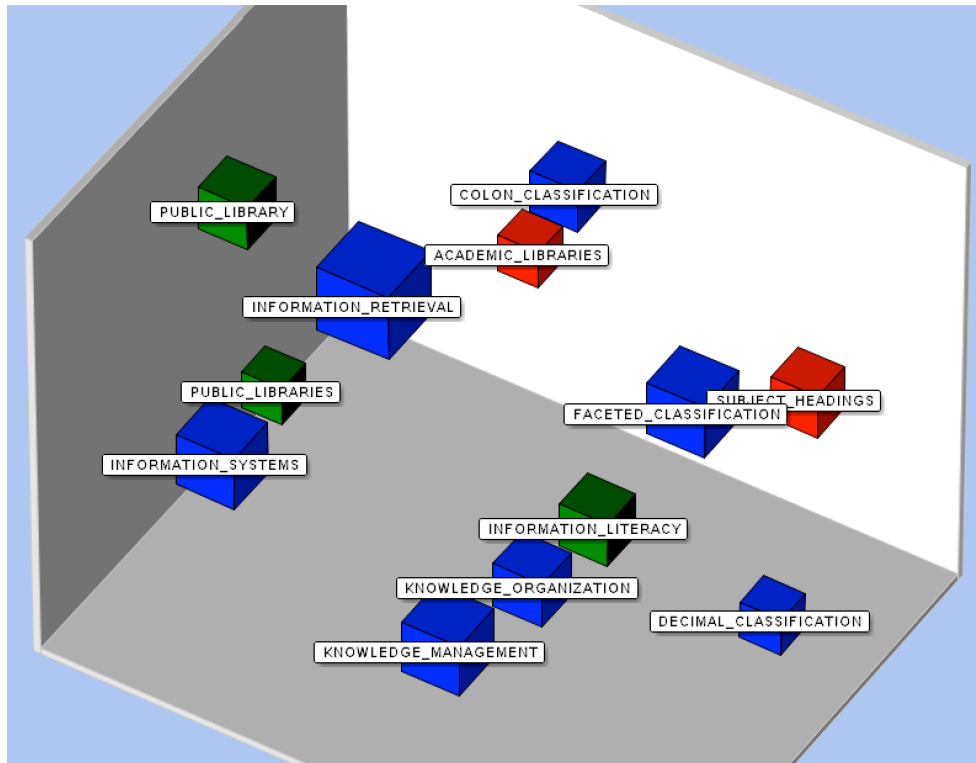 COLON_CLASSIFICATION
PUBLIC_LIBRARY
ACADEMIC_LIBRARIES
INFORMATION_RETRIEVAL
PUBLIC_LIBRARIES
SUBJECT_HEADINGS
FACETED_CLASSIFICATION
INFORMATION_SYSTEMS
INFORMATION_LITERACY
KNOWLEDGE_ORGANIZATION
DECIMAL_CLASSIFICATION
KNOWLEDGE_MANAGEMENT